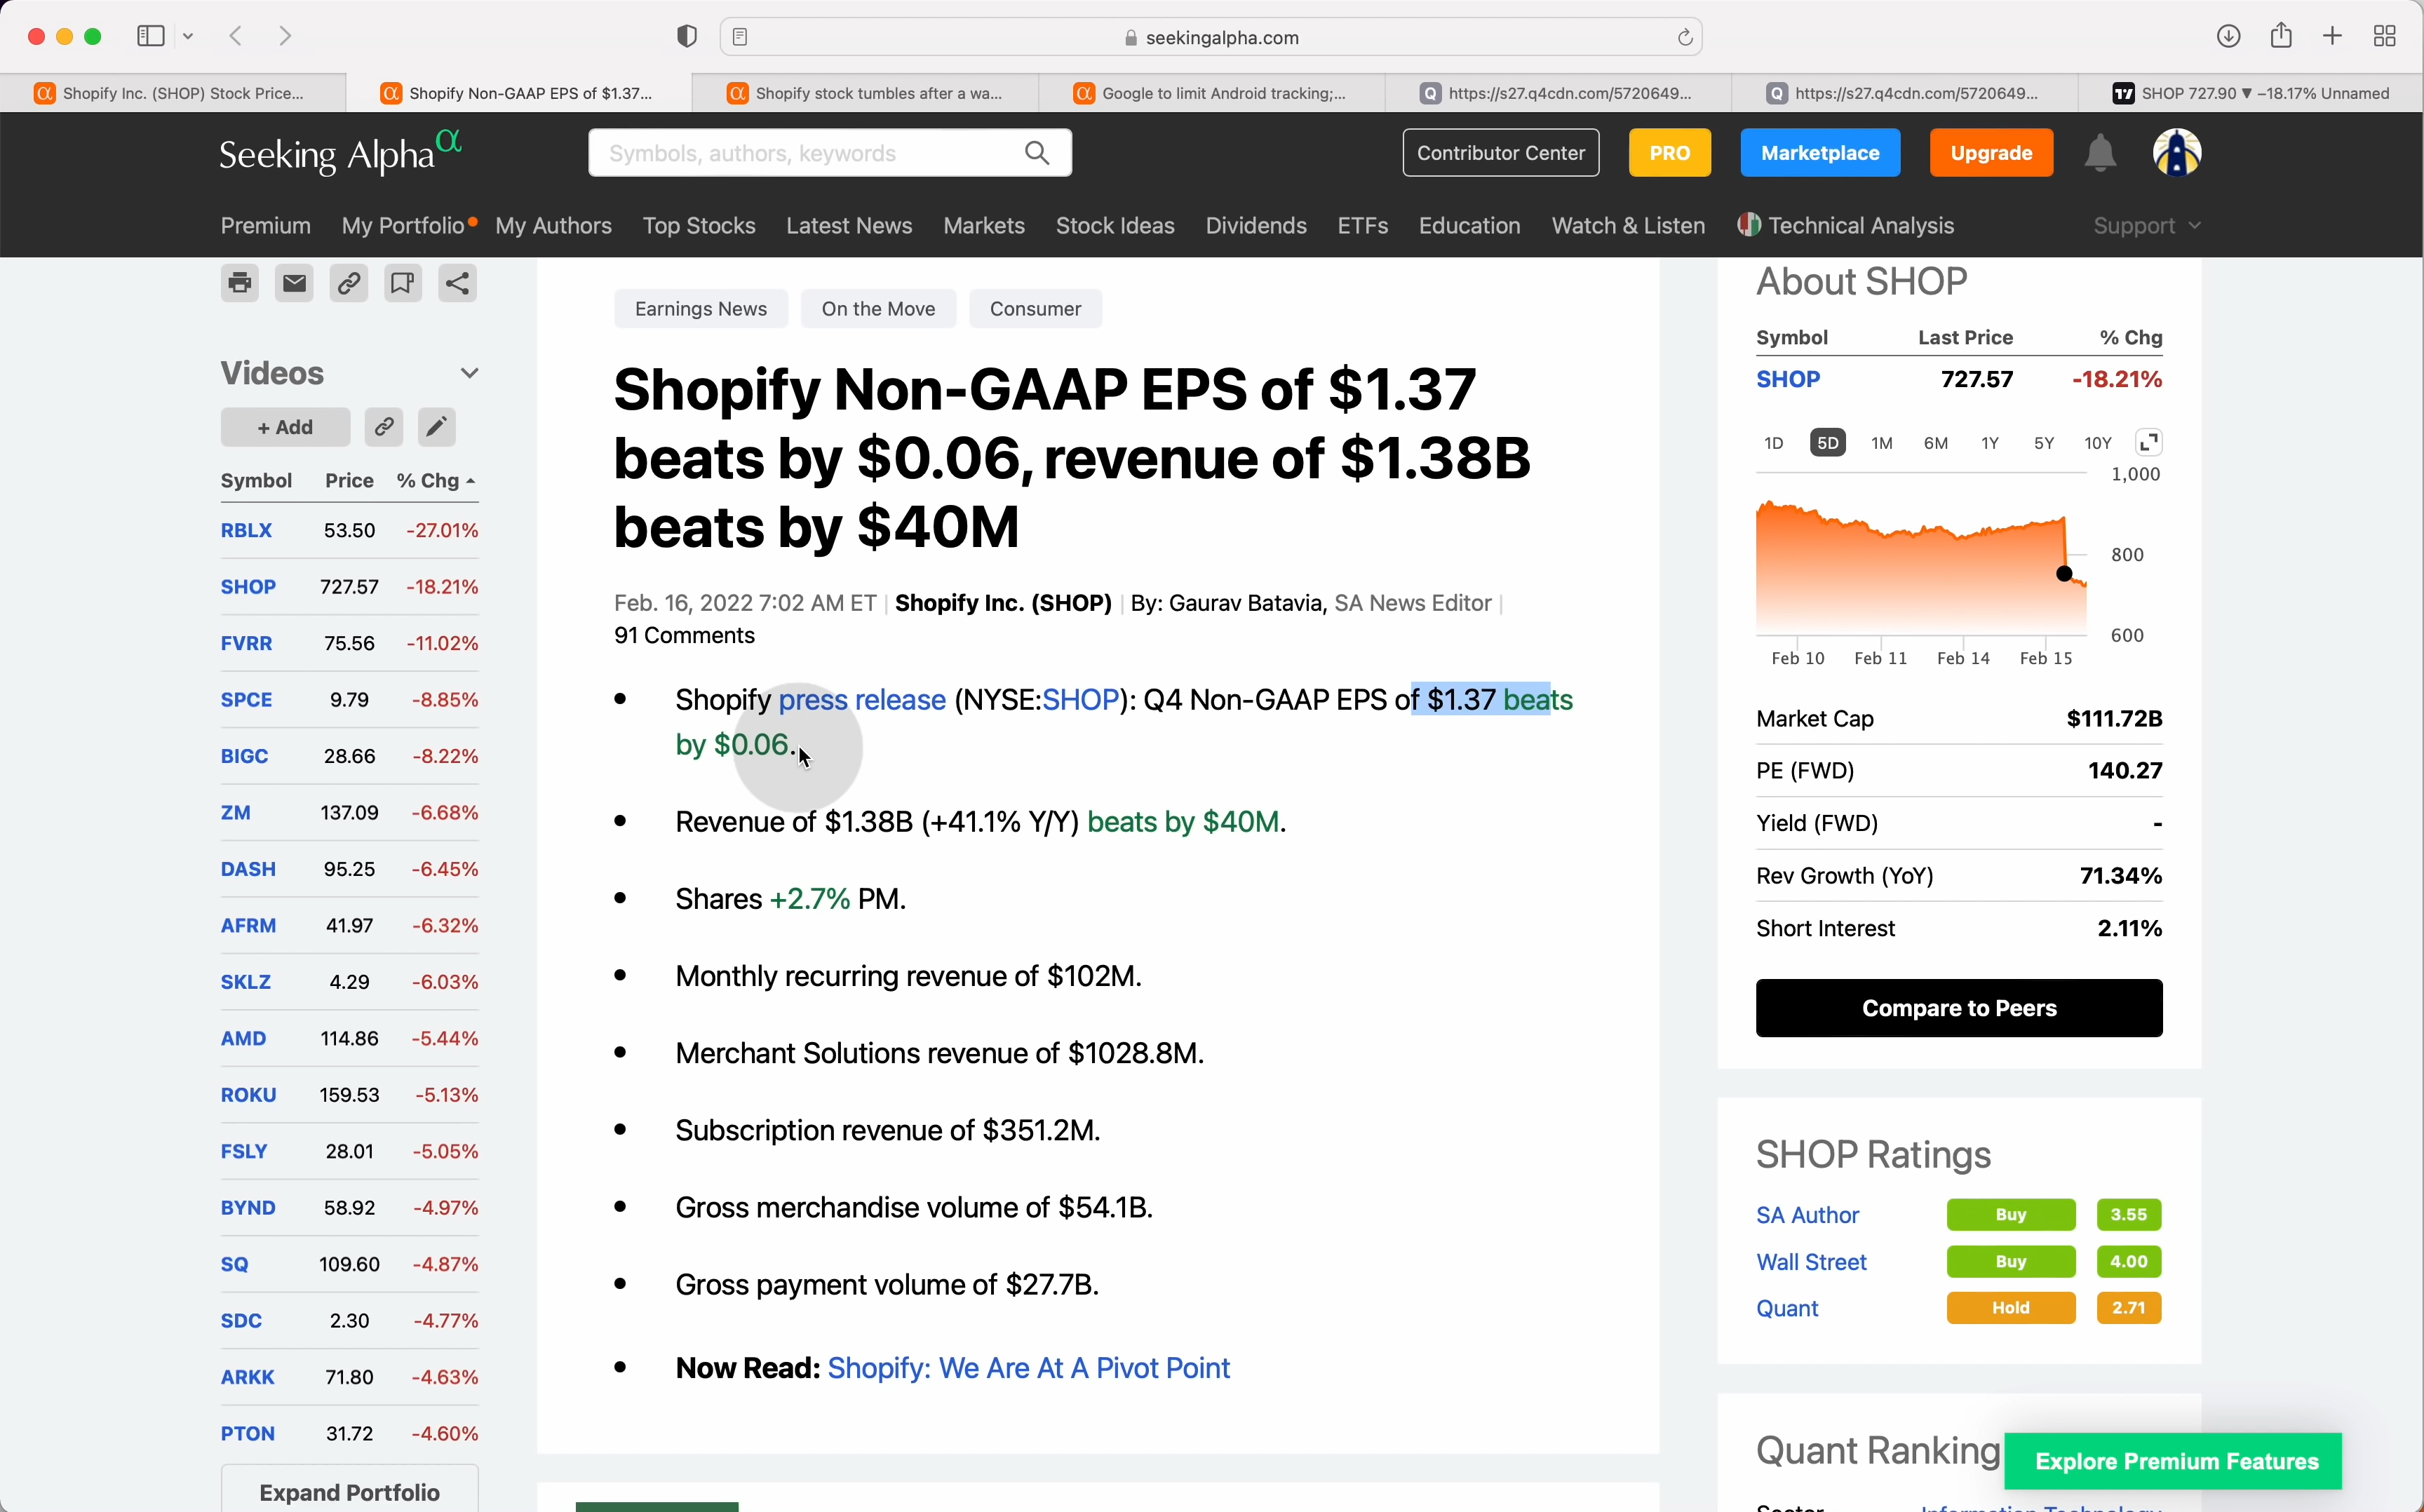 seekingalpha.com
Shopify Inc. (SHOP) Stock Price...
Shopify Non-GAAP EPS of $1.37...
Shopify stock tumbles after a wa...
Google to limit Android tracking;...
https://s27.q4cdn.com/5720649...
https://s27.q4cdn.com/5720649...
SHOP 727.90 ▼ −18.17% Unnamed
Seeking Alpha α
Symbols, authors, keywords
Contributor Center
PRO
Marketplace
Upgrade
Premium
My Portfolio
My Authors
Top Stocks
Latest News
Markets
Stock Ideas
Dividends
ETFs
Education
Watch & Listen
Technical Analysis
Support
Videos
+ Add
Symbol Price % Chg
RBLX 53.50 -27.01%
SHOP 727.57 -18.21%
FVRR 75.56 -11.02%
SPCE 9.79 -8.85%
BIGC 28.66 -8.22%
ZM 137.09 -6.68%
DASH 95.25 -6.45%
AFRM 41.97 -6.32%
SKLZ 4.29 -6.03%
AMD 114.86 -5.44%
ROKU 159.53 -5.13%
FSLY 28.01 -5.05%
BYND 58.92 -4.97%
SQ 109.60 -4.87%
SDC 2.30 -4.77%
ARKK 71.80 -4.63%
PTON 31.72 -4.60%
Expand Portfolio
Earnings News
On the Move
Consumer
Shopify Non-GAAP EPS of $1.37
beats by $0.06, revenue of $1.38B
beats by $40M
Feb. 16, 2022 7:02 AM ET | Shopify Inc. (SHOP) | By: Gaurav Batavia, SA News Editor |
91 Comments
• Shopify press release (NYSE:SHOP): Q4 Non-GAAP EPS of $1.37 beats
by $0.06.
• Revenue of $1.38B (+41.1% Y/Y) beats by $40M.
• Shares +2.7% PM.
• Monthly recurring revenue of $102M.
• Merchant Solutions revenue of $1028.8M.
• Subscription revenue of $351.2M.
• Gross merchandise volume of $54.1B.
• Gross payment volume of $27.7B.
• Now Read: Shopify: We Are At A Pivot Point
About SHOP
Symbol Last Price % Chg
SHOP 727.57 -18.21%
1D 5D 1M 6M 1Y 5Y 10Y
1,000
800
600
Feb 10 Feb 11 Feb 14 Feb 15
Market Cap $111.72B
PE (FWD) 140.27
Yield (FWD) -
Rev Growth (YoY) 71.34%
Short Interest 2.11%
Compare to Peers
SHOP Ratings
SA Author Buy 3.55
Wall Street Buy 4.00
Quant Hold 2.71
Quant Ranking
Explore Premium Features